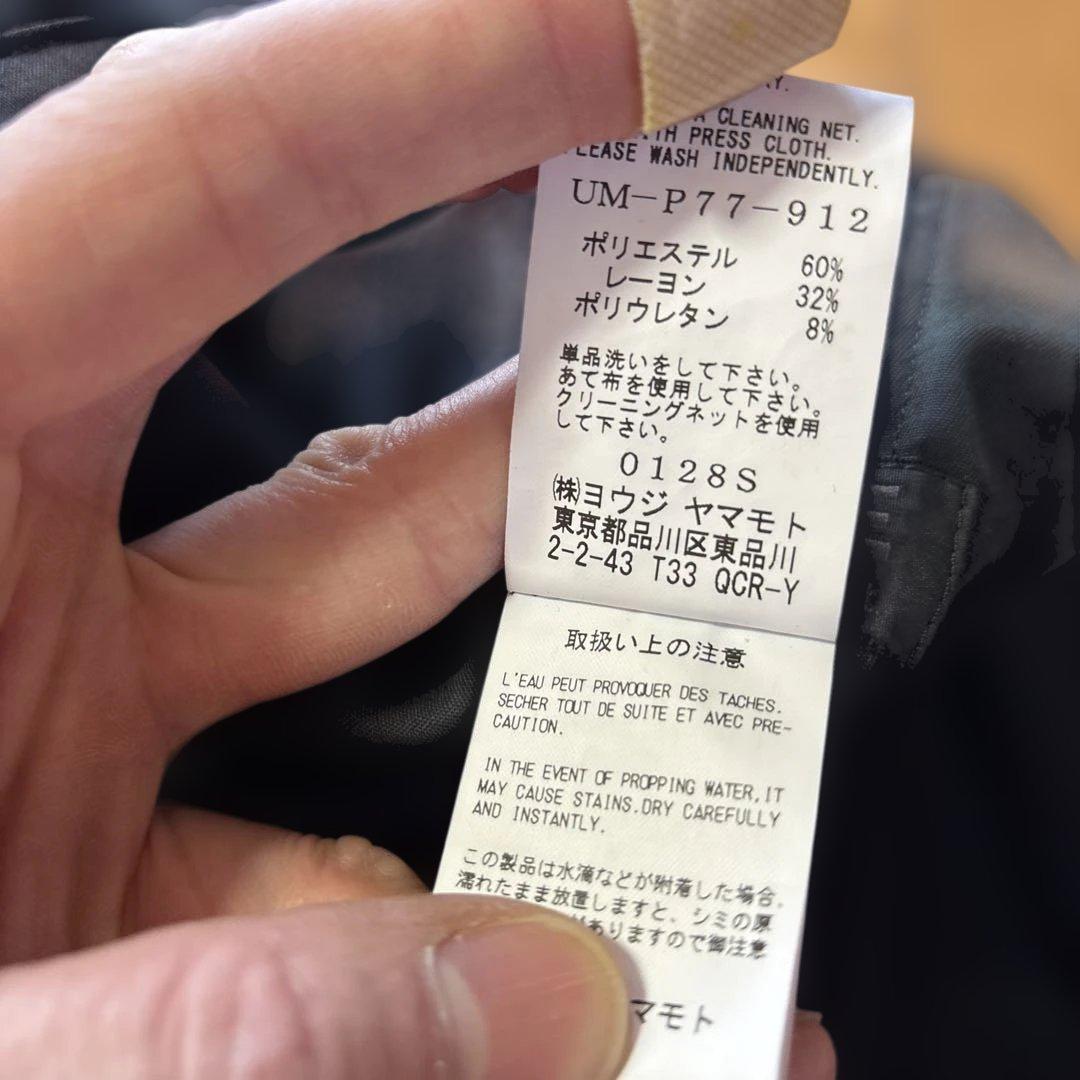 Y.
A CLEANING NET.
PRESS CLOTH.
LEASE WASH INDEPENDENTLY.
UM-P77-912
ポリエステル 60%
レーヨン 32%
ポリウレタン 8%
単品洗いをして下さい。
あて布を使用して下さい。
クリーニングネットを使用
して下さい。
0128S
㈱ヨウジ ヤマモト
東京都品川区東品川
2-2-43 T33 QCR-Y
取扱い上の注意
L'EAU PEUT PROVOQUER DES TACHES.
SECHER TOUT DE SUITE ET AVEC PRE-
CAUTION.
IN THE EVENT OF PROPPING WATER,IT
MAY CAUSE STAINS.DRY CAREFULLY
AND INSTANTLY.
この製品は水滴などが附着した場合、
濡れたまま放置しますと、シミの原
がありますので御注意
マモト